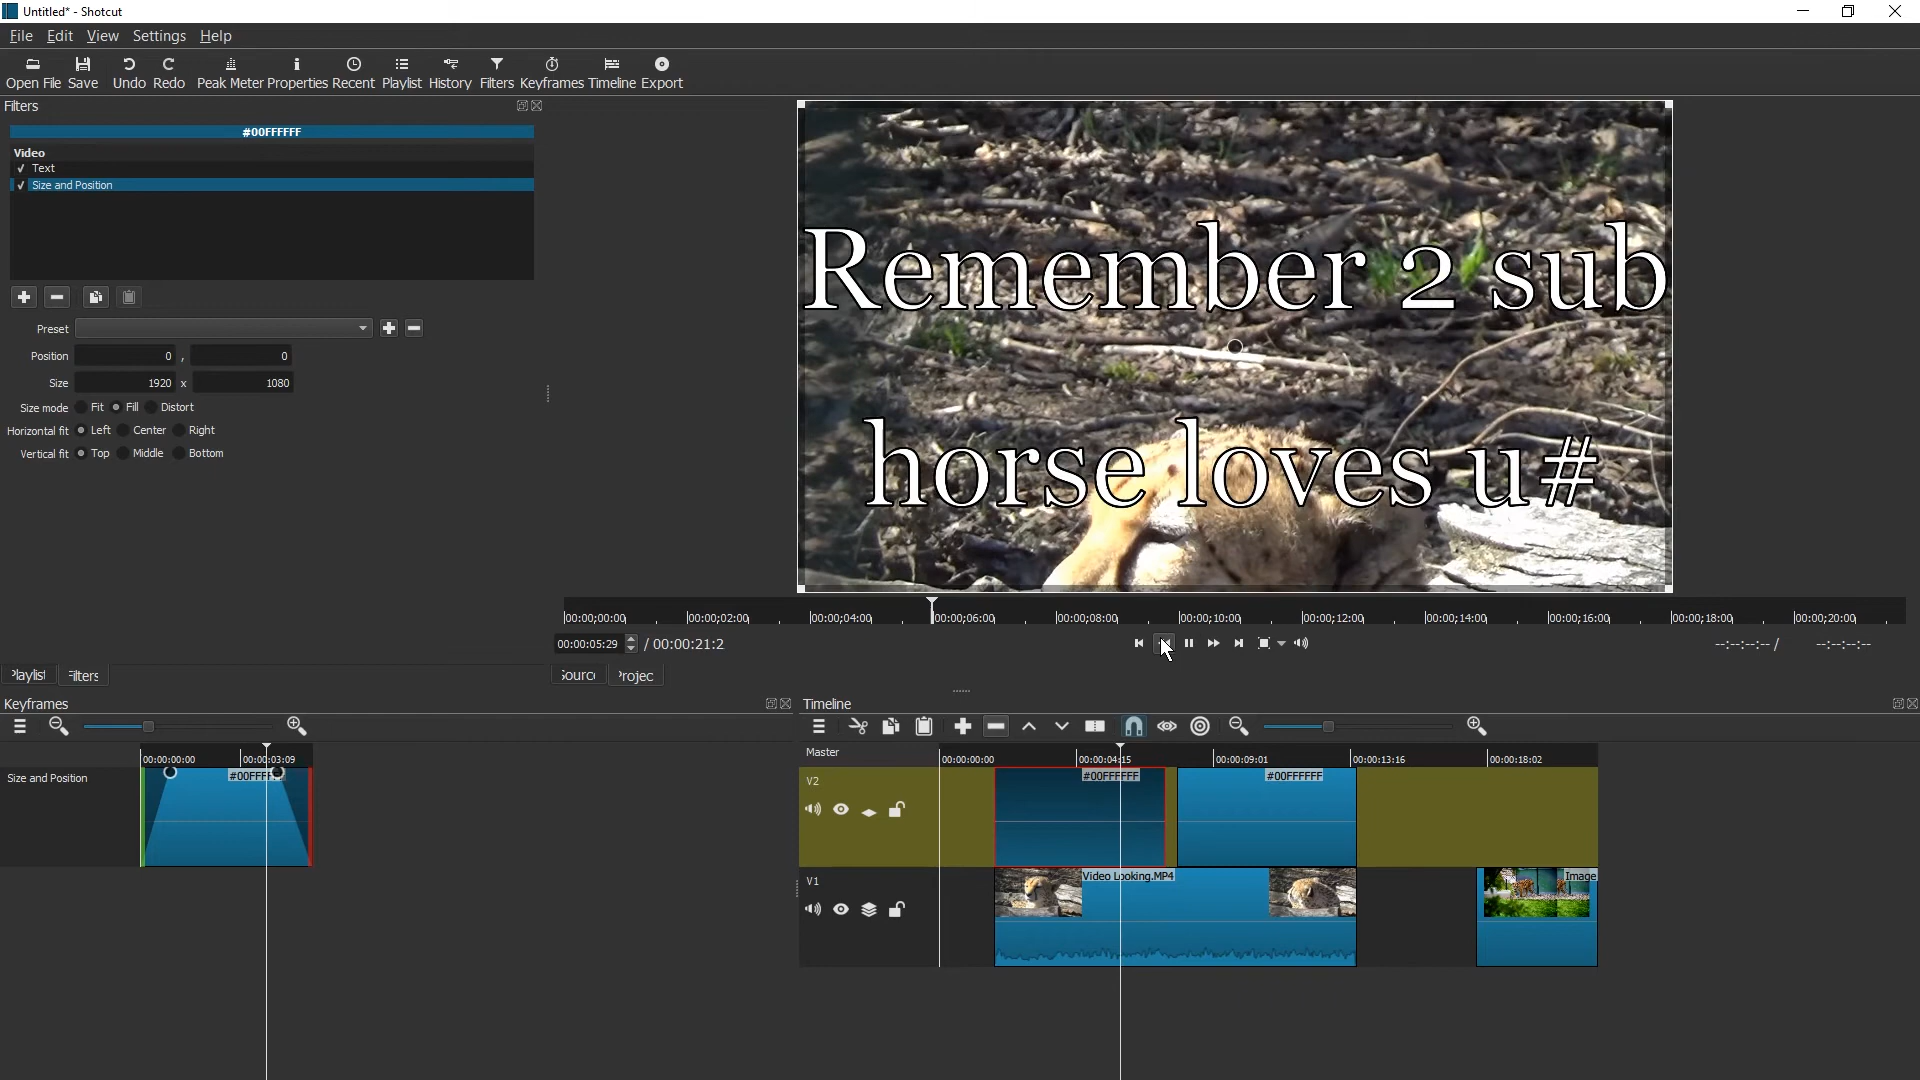 Untitled* - Shotcut
File Edit View Settings Help
Open File Save Undo Redo Peak Meter Properties Recent Playlist History Filters Keyframes Timeline Export
Filters
#00FFFFFF
Video
✓ Text
✓ Size and Position
Preset
Position 0 , 0
Size 1920 x 1080
Size mode Fit Fill Distort
Horizontal fit Left Center Right
Vertical fit Top Middle Bottom
Remember 2 sub
horse loves u#
00:00;00:00 00:00;02:00 00:00;04:00 00:00;06:00 00:00;08:00 00:00;10:00 00:00;12:00 00:00;14:00 00:00;16:00 00:00;18:00 00:00;20:00
00:00:05:29 / 00:00:21:2
--:--:--:-- / --:--:--:--
Playlist Filters
Sourc Projec
Keyframes
00:00:00:00 00:00:03:09
Size and Position
#00FFFF
Timeline
Master
00:00:00:00 00:00:04:15 00:00:09:01 00:00:13:16 00:00:18:02
V2
#00FFFFFF #00FFFFFF
V1
Video Looking.MP4
Image